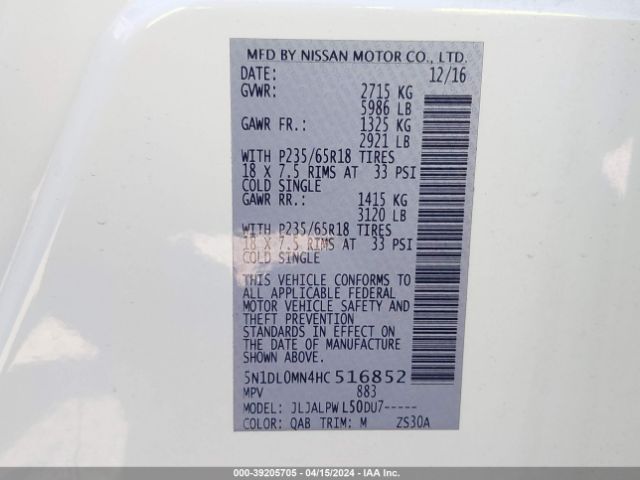 MFD BY NISSAN MOTOR CO., LTD.
DATE: 12/16
GVWR: 2715 KG
5986 LB
GAWR FR.: 1325 KG
2921 LB
WITH P235/65R18 TIRES
18 X 7.5 RIMS AT 33 PSI
COLD SINGLE
GAWR RR.: 1415 KG
3120 LB
WITH P235/65R18 TIRES
18 X 7.5 RIMS AT 33 PSI
COLD SINGLE
THIS VEHICLE CONFORMS TO
ALL APPLICABLE FEDERAL
MOTOR VEHICLE SAFETY AND
THEFT PREVENTION
STANDARDS IN EFFECT ON
THE DATE OF MANUFACTURE
SHOWN ABOVE.
5N1DL0MN4HC 516852
MPV 883
MODEL: JLJALPW L50DU7-----
COLOR: QAB TRIM: M ZS30A
000-39205705 - 04/15/2024 - IAA Inc.